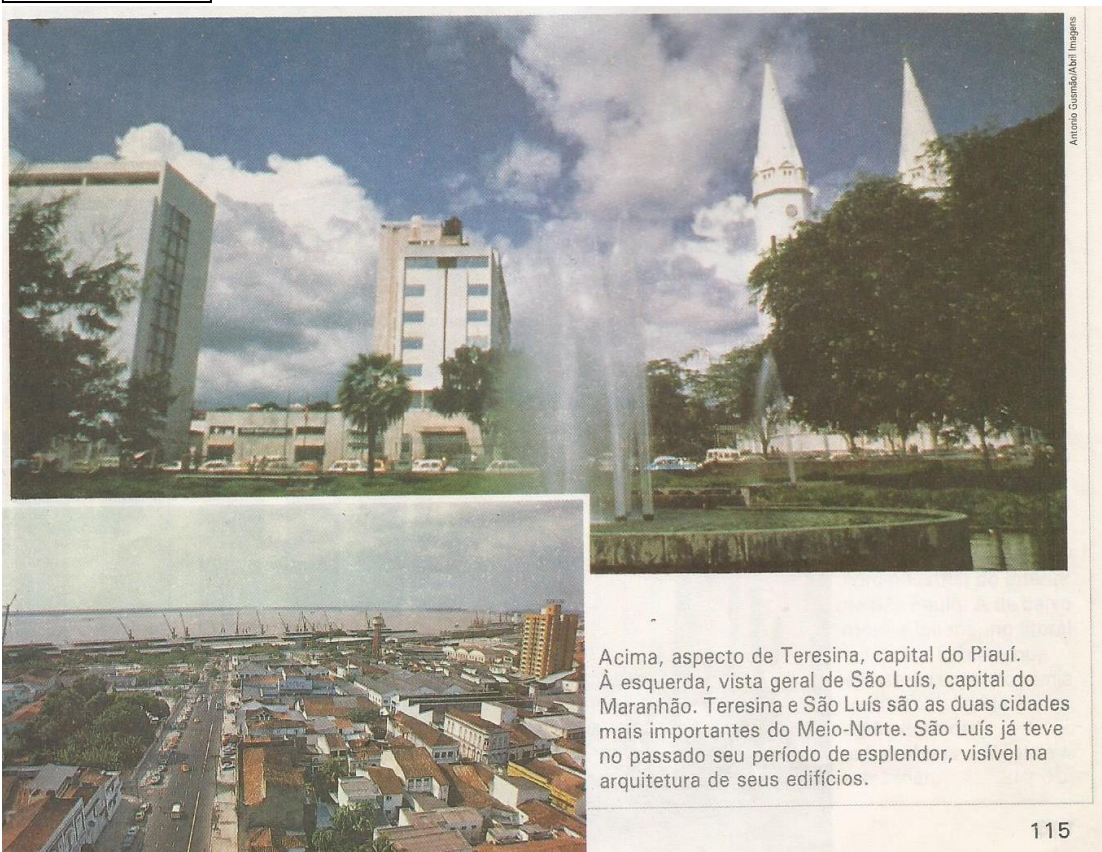 Antonio Gusmão/Abril Imagens
Acima, aspecto de Teresina, capital do Piauí.
À esquerda, vista geral de São Luís, capital do
Maranhão. Teresina e São Luís são as duas cidades
mais importantes do Meio-Norte. São Luís já teve
no passado seu período de esplendor, visível na
arquitetura de seus edifícios.
115